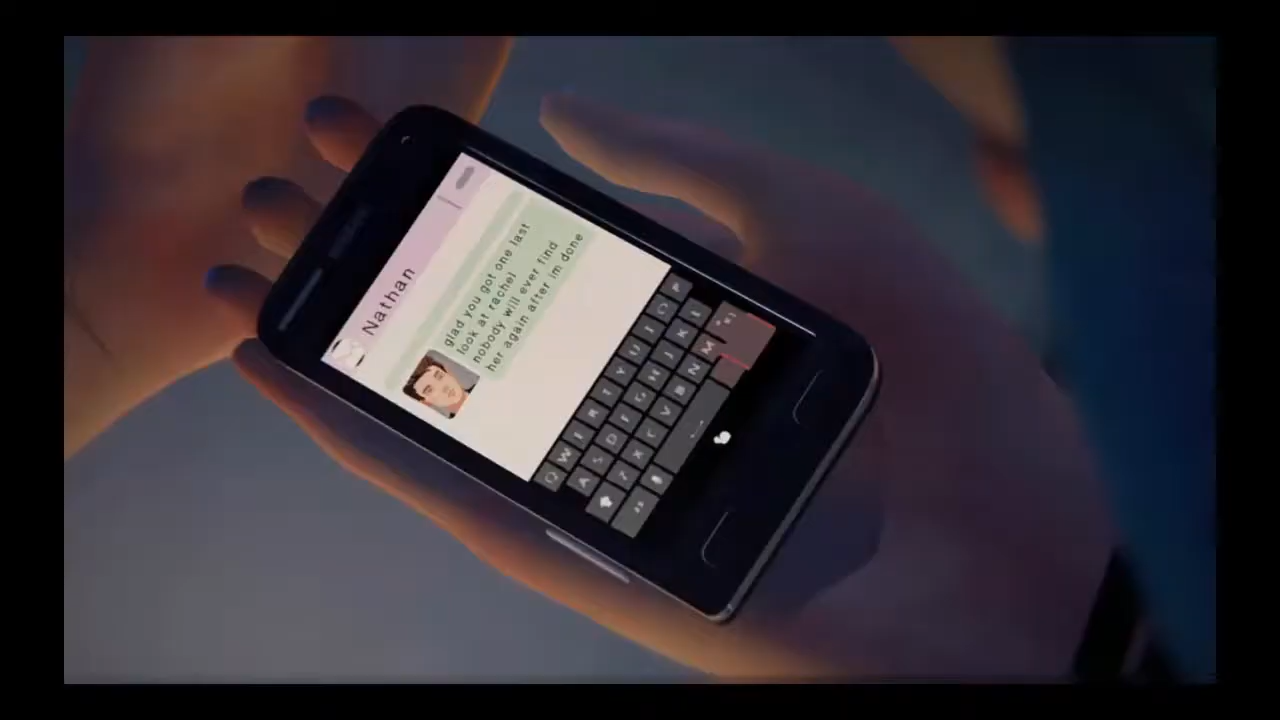 Nathan
glad you got one last
look at rachel
nobody will ever find
her again after im done